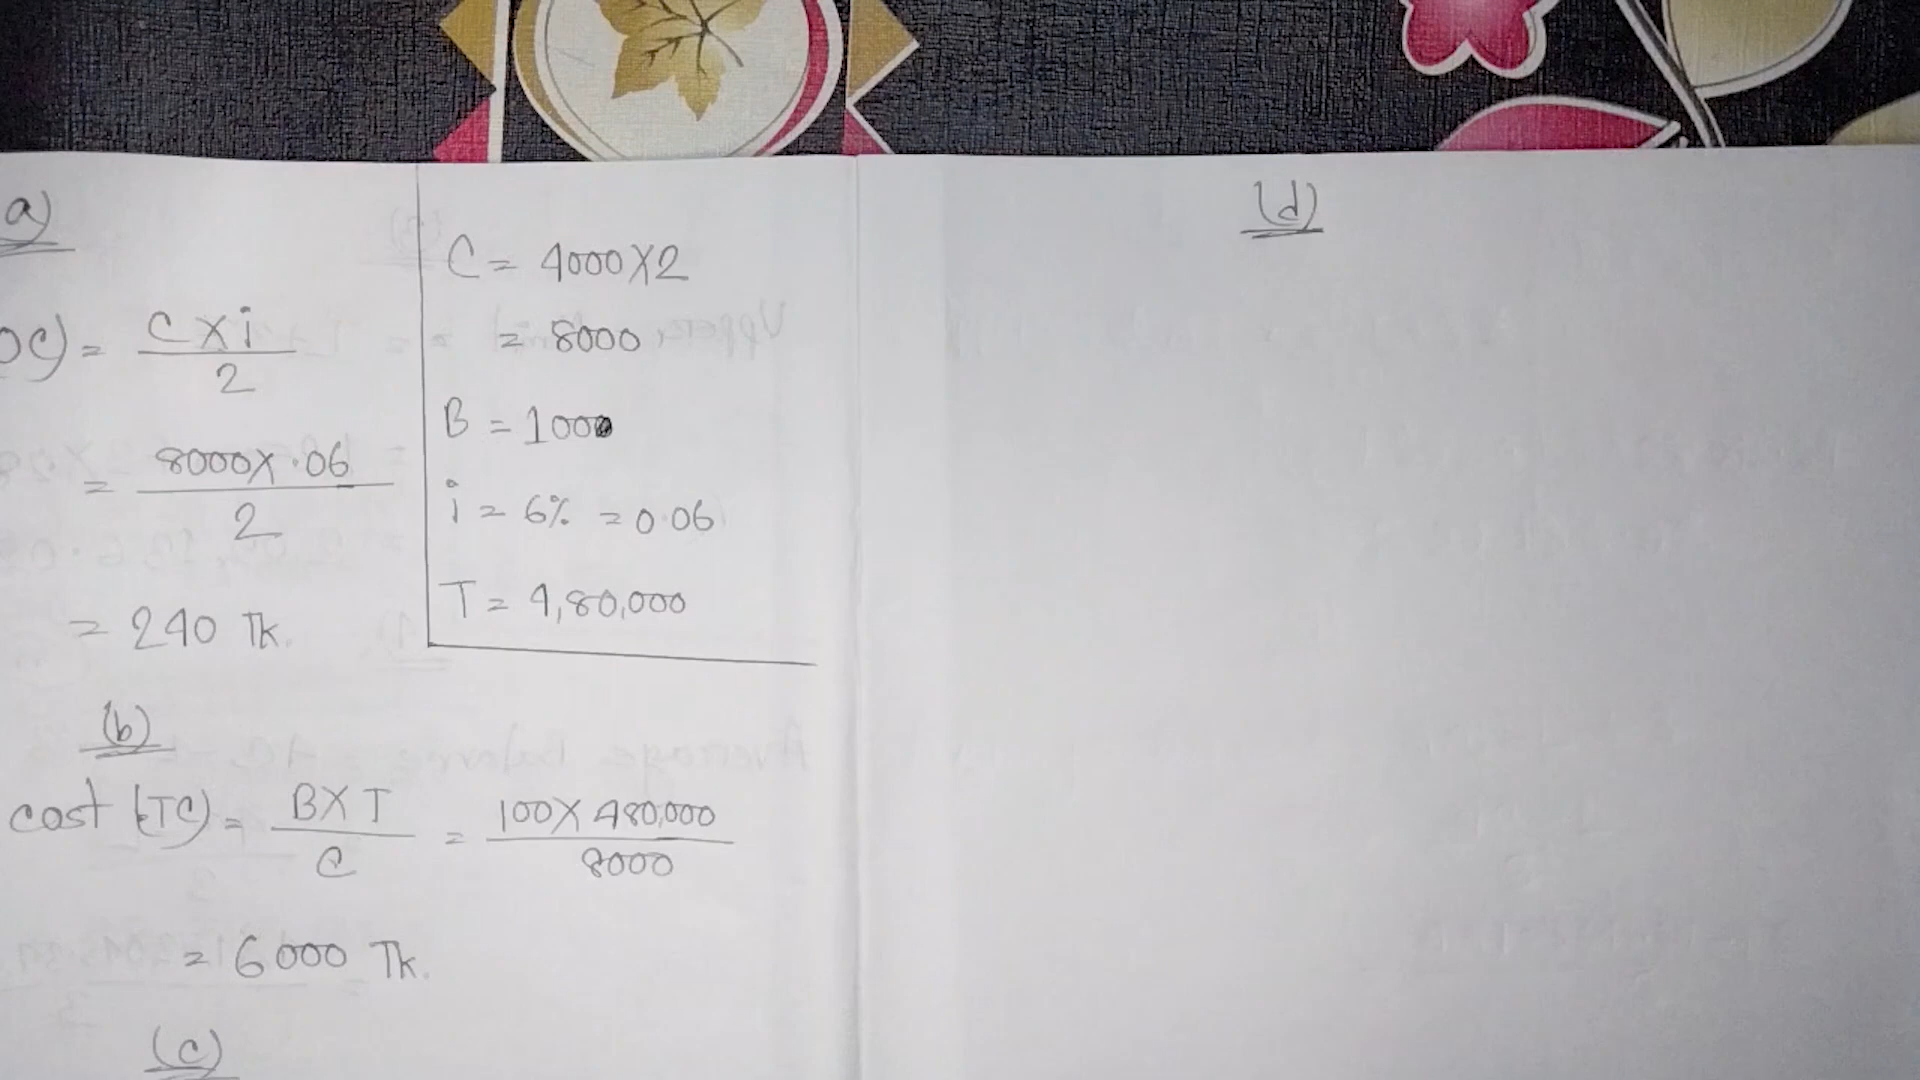 a)
OC) = C X i / 2
= 8000 X .06 / 2
= 240 Tk.
C = 4000 X 2
= 8000
B = 100
i = 6% = 0.06
T = 4,80,000
(b)
cost (TC) = B X T / C = 100 X 480,000 / 8000
= 6000 Tk.
(c)
(d)